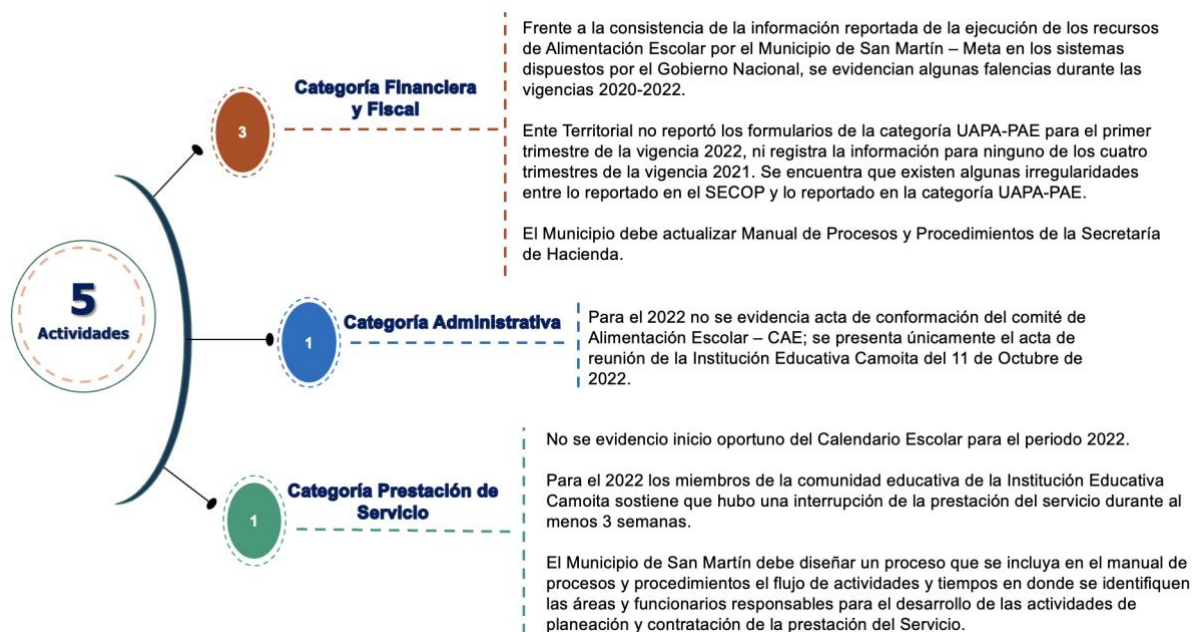 5
Actividades
Categoría Financiera
y Fiscal
3
Frente a la consistencia de la información reportada de la ejecución de los recursos
de Alimentación Escolar por el Municipio de San Martín – Meta en los sistemas
dispuestos por el Gobierno Nacional, se evidencian algunas falencias durante las
vigencias 2020-2022.
Ente Territorial no reportó los formularios de la categoría UAPA-PAE para el primer
trimestre de la vigencia 2022, ni registra la información para ninguno de los cuatro
trimestres de la vigencia 2021. Se encuentra que existen algunas irregularidades
entre lo reportado en el SECOP y lo reportado en la categoría UAPA-PAE.
El Municipio debe actualizar Manual de Procesos y Procedimientos de la Secretaría
de Hacienda.
1
Categoría Administrativa
Para el 2022 no se evidencia acta de conformación del comité de
Alimentación Escolar – CAE; se presenta únicamente el acta de
reunión de la Institución Educativa Camoita del 11 de Octubre de
2022.
Categoría Prestación de
Servicio
1
No se evidencio inicio oportuno del Calendario Escolar para el periodo 2022.
Para el 2022 los miembros de la comunidad educativa de la Institución Educativa
Camoita sostiene que hubo una interrupción de la prestación del servicio durante al
menos 3 semanas.
El Municipio de San Martín debe diseñar un proceso que se incluya en el manual de
procesos y procedimientos el flujo de actividades y tiempos en donde se identifiquen
las áreas y funcionarios responsables para el desarrollo de las actividades de
planeación y contratación de la prestación del Servicio.